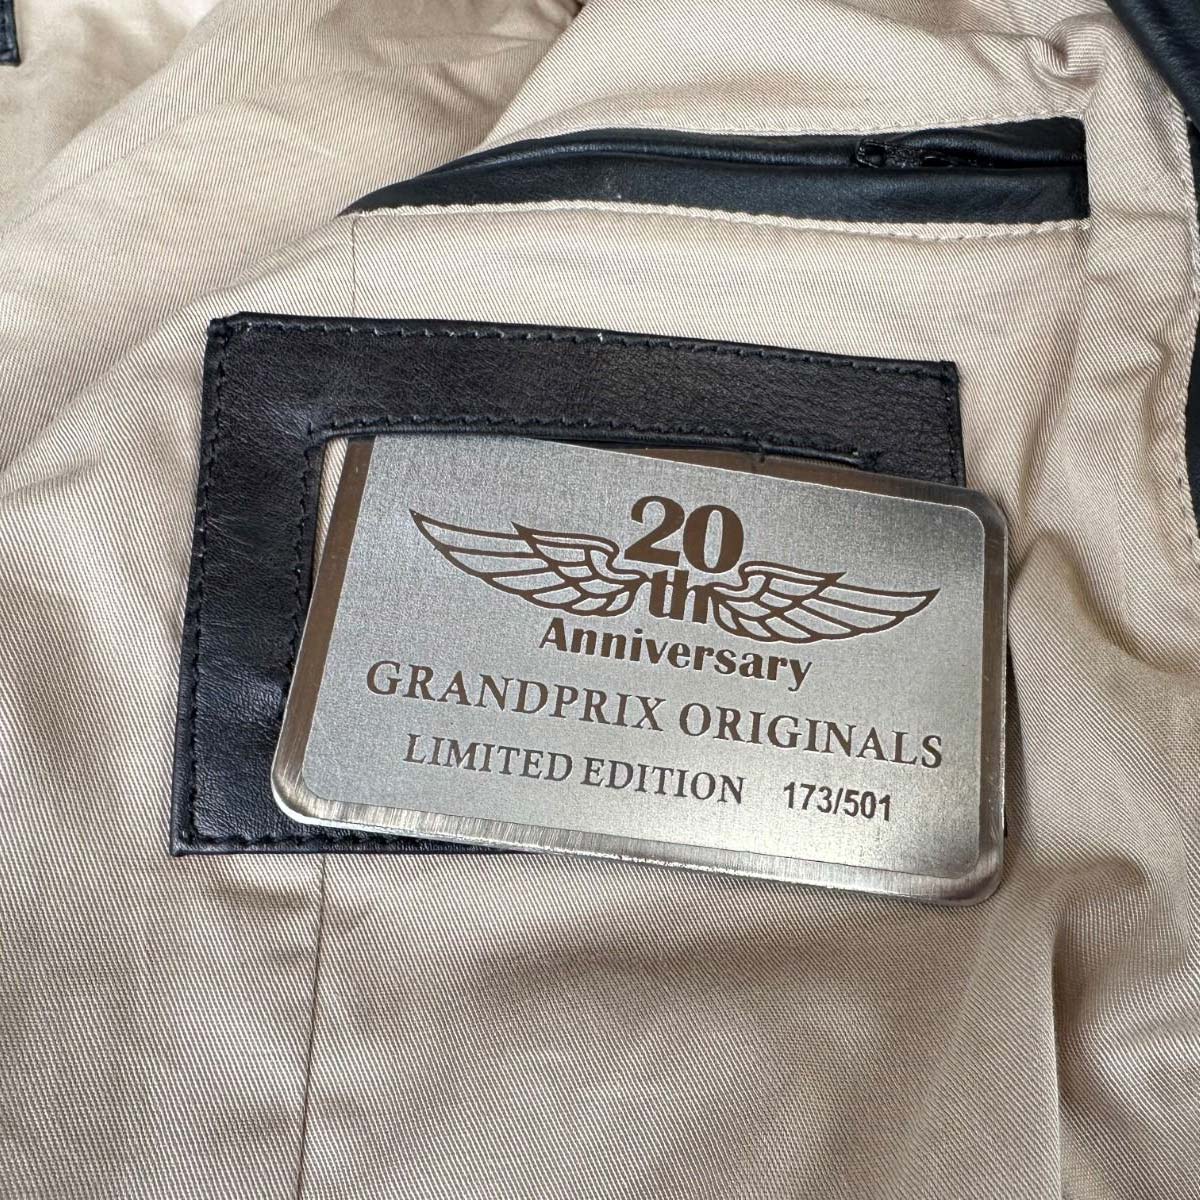 20
th
Anniversary
GRANDPRIX ORIGINALS
LIMITED EDITION 173/501